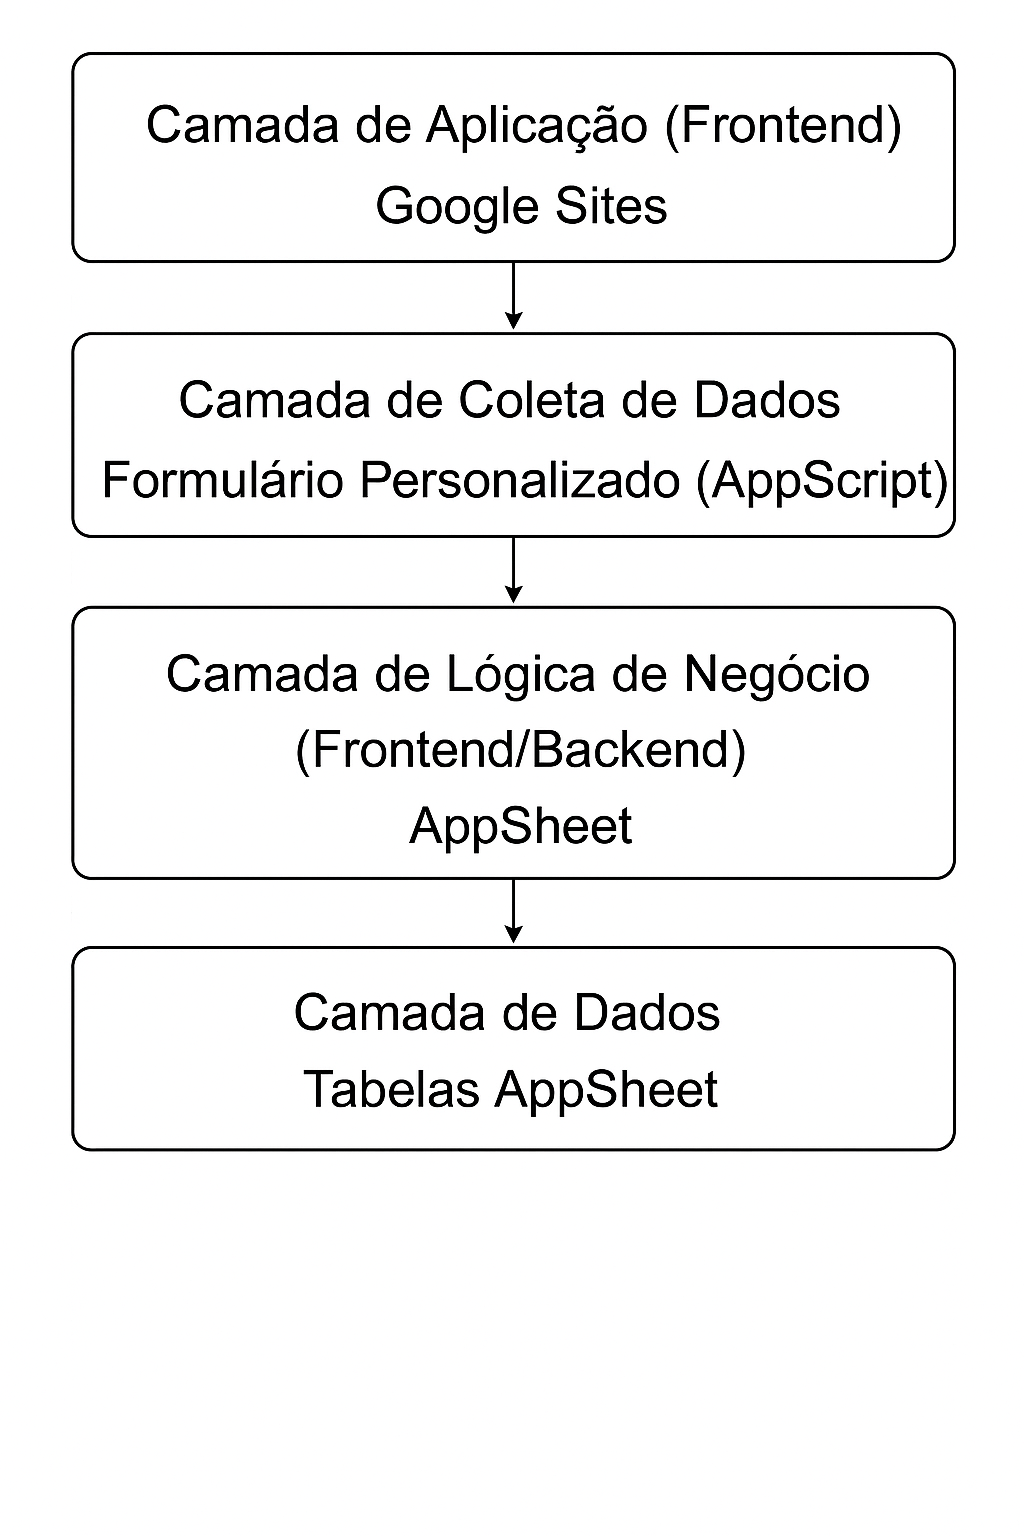 Camada de Aplicação (Frontend)
Google Sites
Camada de Coleta de Dados
Formulário Personalizado (AppScript)
Camada de Lógica de Negócio
(Frontend/Backend)
AppSheet
Camada de Dados
Tabelas AppSheet